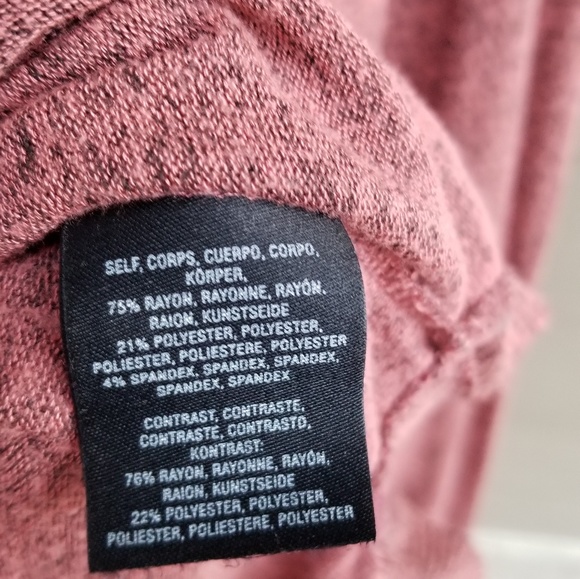 SELF, CORPS, CUERPO, CORPO,
KÖRPER,
75% RAYON, RAYONNE, RAYÓN,
RAION, KUNSTSEIDE
21% POLYESTER, POLYESTER,
POLIESTER, POLIESTERE, POLYESTER
4% SPANDEX, SPANDEX, SPANDEX,
SPANDEX, SPANDEX
CONTRAST, CONTRASTE,
CONTRASTE, CONTRASTO,
KONTRAST:
76% RAYON, RAYONNE, RAYÓN,
RAION, KUNSTSEIDE
22% POLYESTER, POLYESTER,
POLIESTER, POLIESTERE, POLYESTER